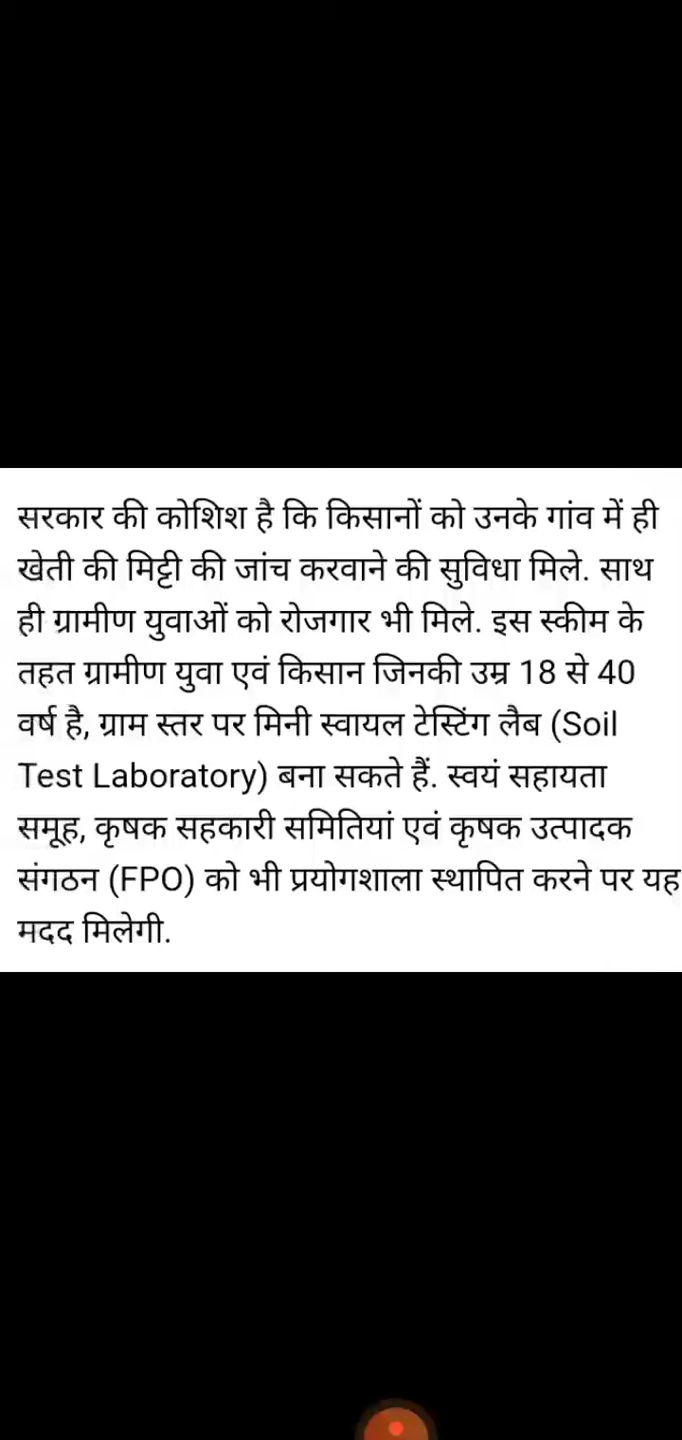 सरकार की कोशिश है कि किसानों को उनके गांव में ही
खेती की मिट्टी की जांच करवाने की सुविधा मिले. साथ
ही ग्रामीण युवाओं को रोजगार भी मिले. इस स्कीम के
तहत ग्रामीण युवा एवं किसान जिनकी उम्र 18 से 40
वर्ष है, ग्राम स्तर पर मिनी स्वायल टेस्टिंग लैब (Soil
Test Laboratory) बना सकते हैं. स्वयं सहायता
समूह, कृषक सहकारी समितियां एवं कृषक उत्पादक
संगठन (FPO) को भी प्रयोगशाला स्थापित करने पर यह
मदद मिलेगी.